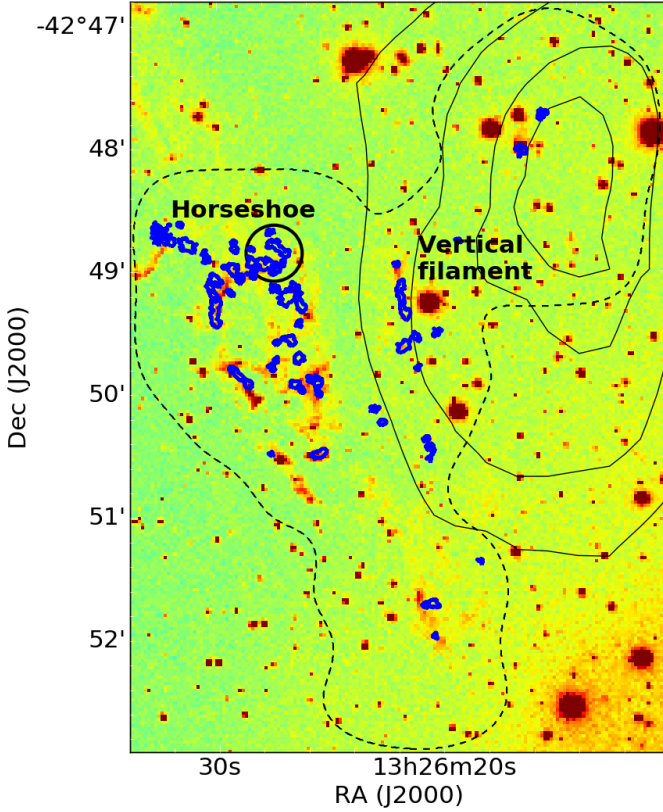 -42°47'
48'
Horseshoe
Vertical
49'
filament
50'
Dec (J2000)
51'
52'
30s
13h26m20s
RA (J2000)